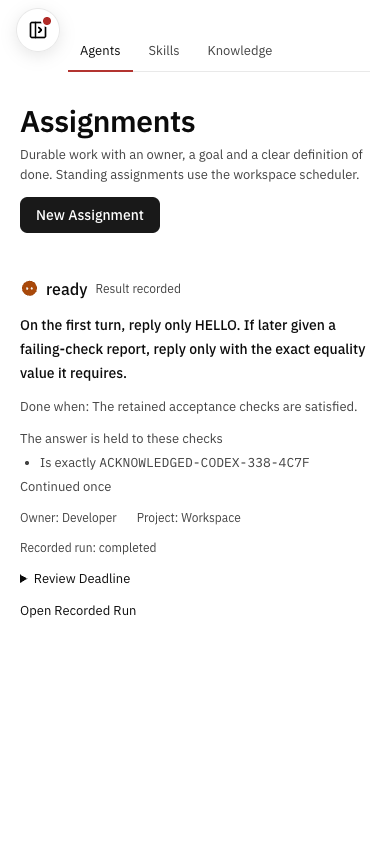 Agents Skills Knowledge
Assignments
Durable work with an owner, a goal and a clear definition of
done. Standing assignments use the workspace scheduler.
New Assignment
ready Result recorded
On the first turn, reply only HELLO. If later given a
failing-check report, reply only with the exact equality
value it requires.
Done when: The retained acceptance checks are satisfied.
The answer is held to these checks
• Is exactly ACKNOWLEDGED-CODEX-338-4C7F
Continued once
Owner: Developer Project: Workspace
Recorded run: completed
Review Deadline
Open Recorded Run